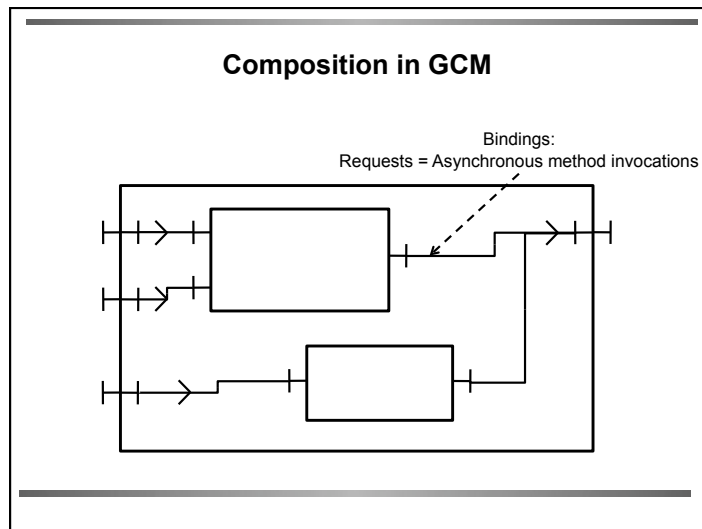 Composition in GCM
Bindings:
Requests = Asynchronous method invocations